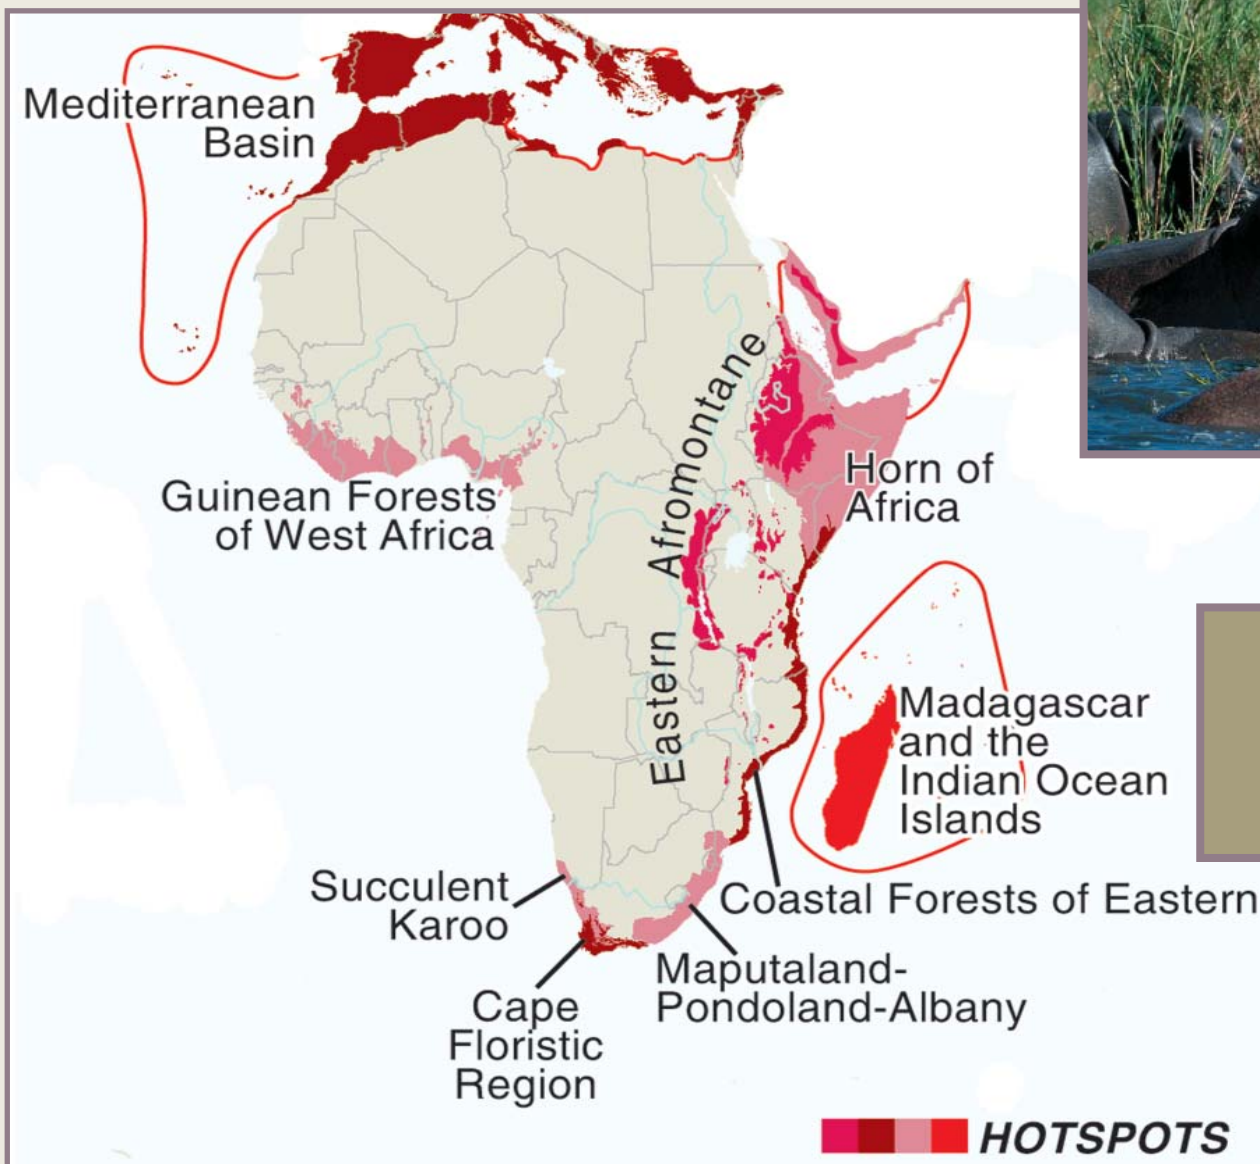 Mediterranean
Basin
Guinean Forests
of West Africa
Eastern Afromontane
Horn of
Africa
Madagascar
and the
Indian Ocean
Islands
Succulent
Karoo
Coastal Forests of Eastern
Maputaland-
Pondoland-Albany
Cape
Floristic
Region
HOTSPOTS